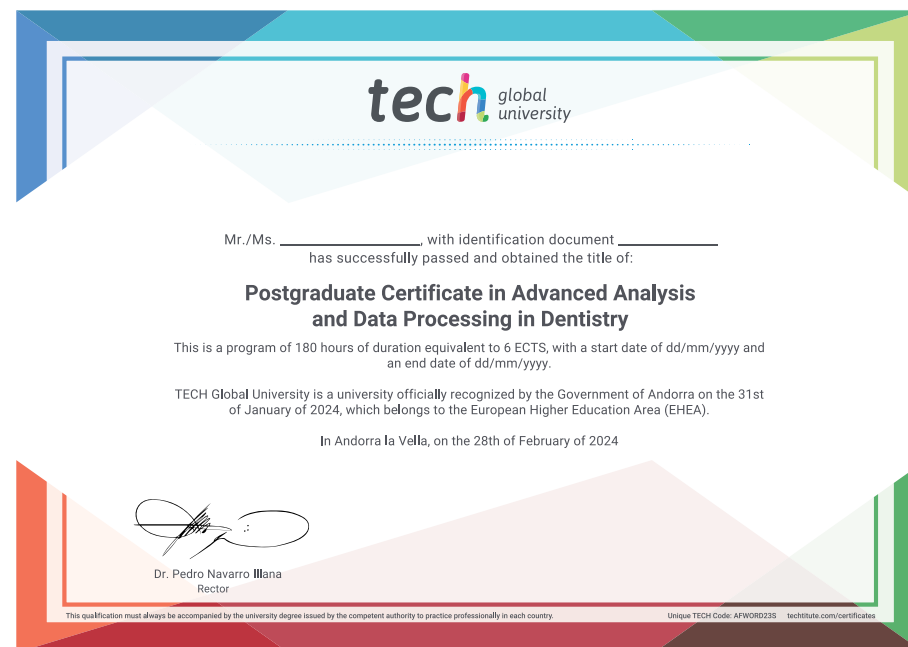 tech global university
Mr./Ms. ____________________, with identification document ______________
has successfully passed and obtained the title of:
Postgraduate Certificate in Advanced Analysis
and Data Processing in Dentistry
This is a program of 180 hours of duration equivalent to 6 ECTS, with a start date of dd/mm/yyyy and
an end date of dd/mm/yyyy.
TECH Global University is a university officially recognized by the Government of Andorra on the 31st
of January of 2024, which belongs to the European Higher Education Area (EHEA).
In Andorra la Vella, on the 28th of February of 2024
Dr. Pedro Navarro Illana
Rector
This qualification must always be accompanied by the university degree issued by the competent authority to practice professionally in each country.
Unique TECH Code: AFWORD23S techtitute.com/certificates